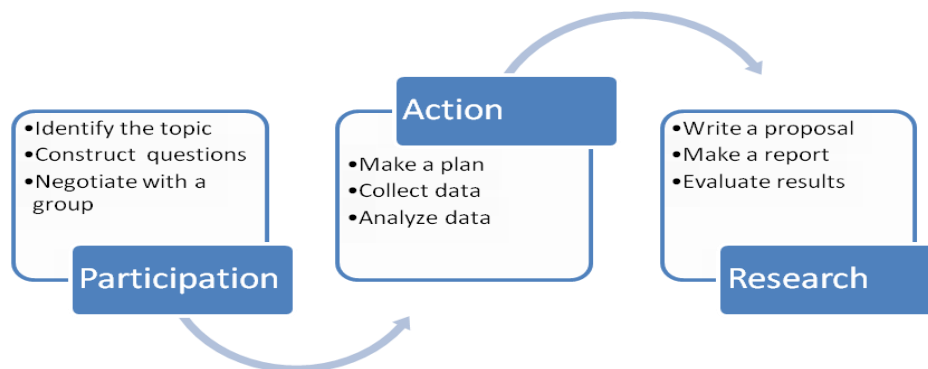 •Identify the topic
•Construct questions
•Negotiate with a
group
Participation
Action
•Make a plan
•Collect data
•Analyze data
•Write a proposal
•Make a report
•Evaluate results
Research